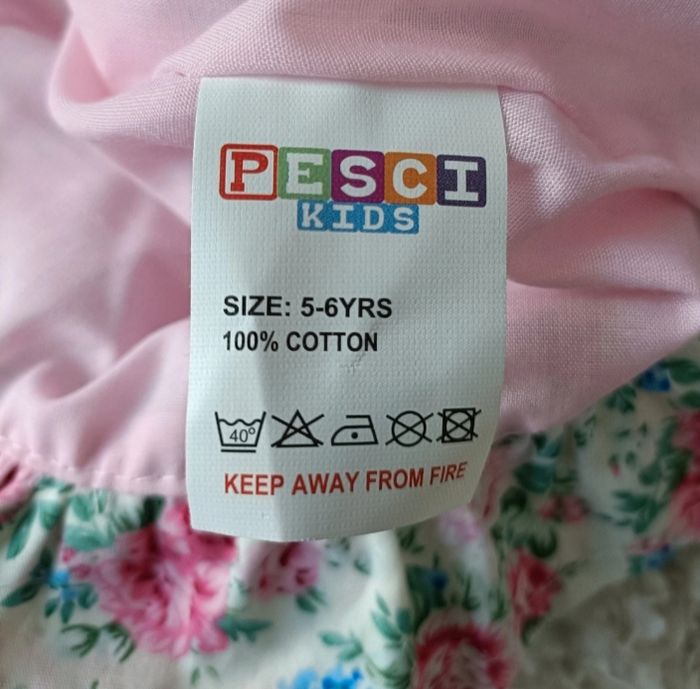 PESCI
KIDS
SIZE: 5-6YRS
100% COTTON
40°
KEEP AWAY FROM FIRE